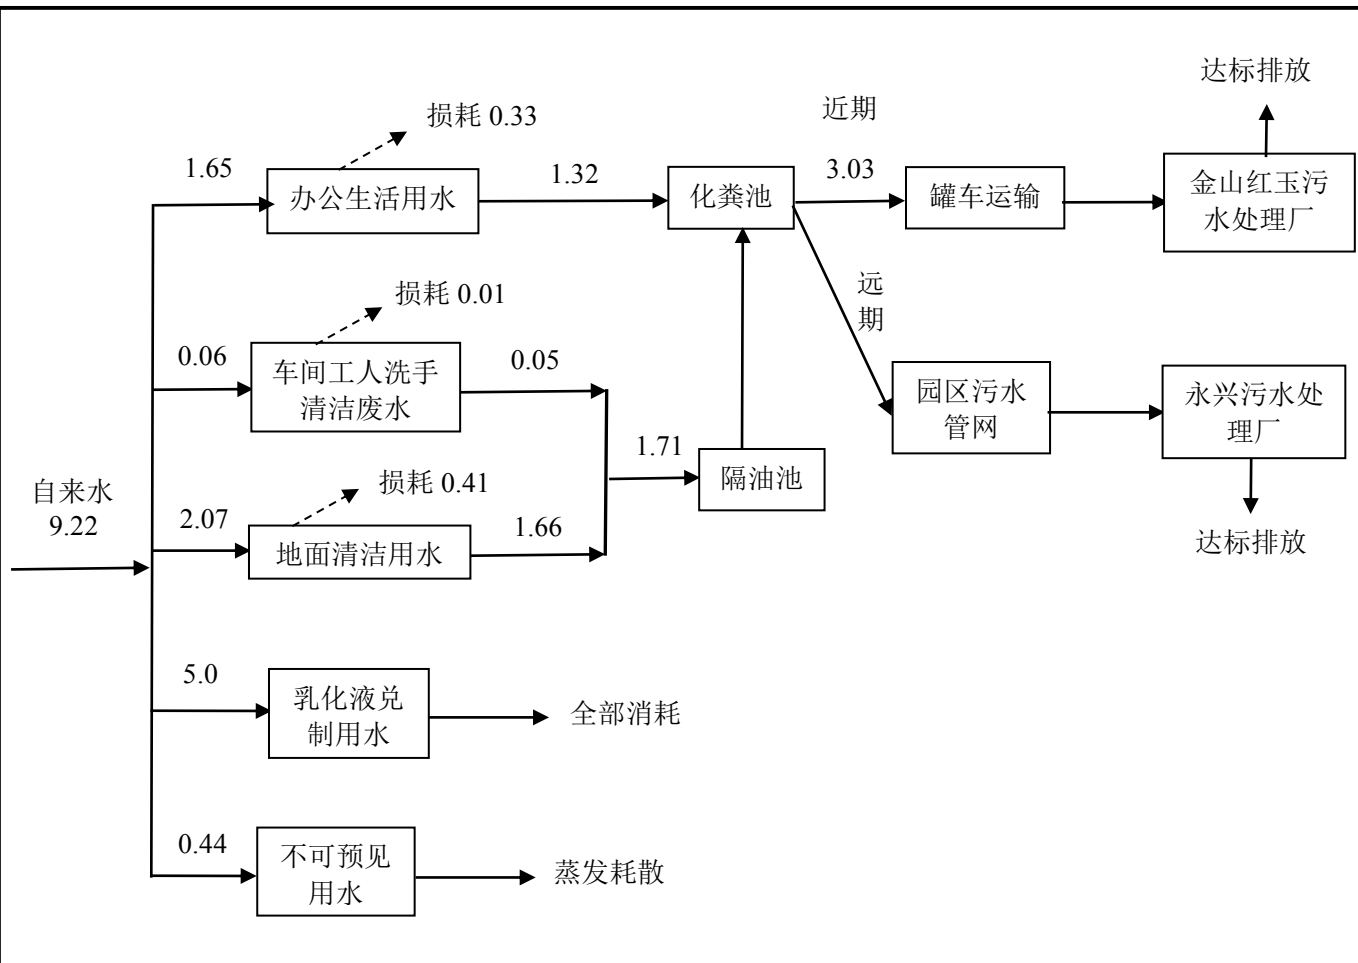 达标排放
近期
损耗 0.33
1.65
办公生活用水
1.32
化粪池
3.03
罐车运输
金山红玉污
水处理厂
远
期
损耗 0.01
0.06
车间工人洗手
清洁废水
0.05
园区污水
管网
永兴污水处
理厂
1.71
隔油池
自来水
9.22
损耗 0.41
2.07
地面清洁用水
1.66
达标排放
5.0
乳化液兑
制用水
全部消耗
0.44
不可预见
用水
蒸发耗散